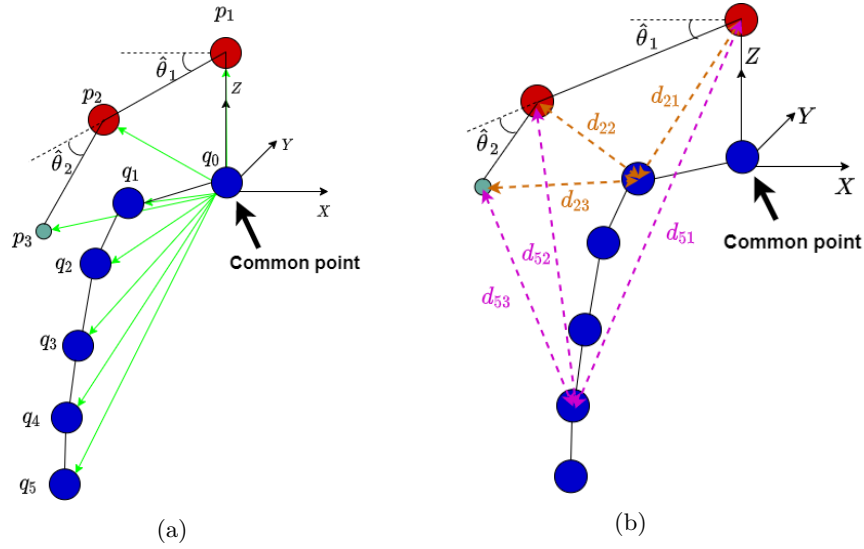 p₁
θ̂₁
p₂
Z
q₀
Y
θ̂₂
q₁
X
p₃
Common point
q₂
q₃
q₄
q₅
(a)
θ̂₁
Z
d₂₁
Y
d₂₂
θ̂₂
X
d₂₃
Common point
d₅₁
d₅₂
d₅₃
(b)